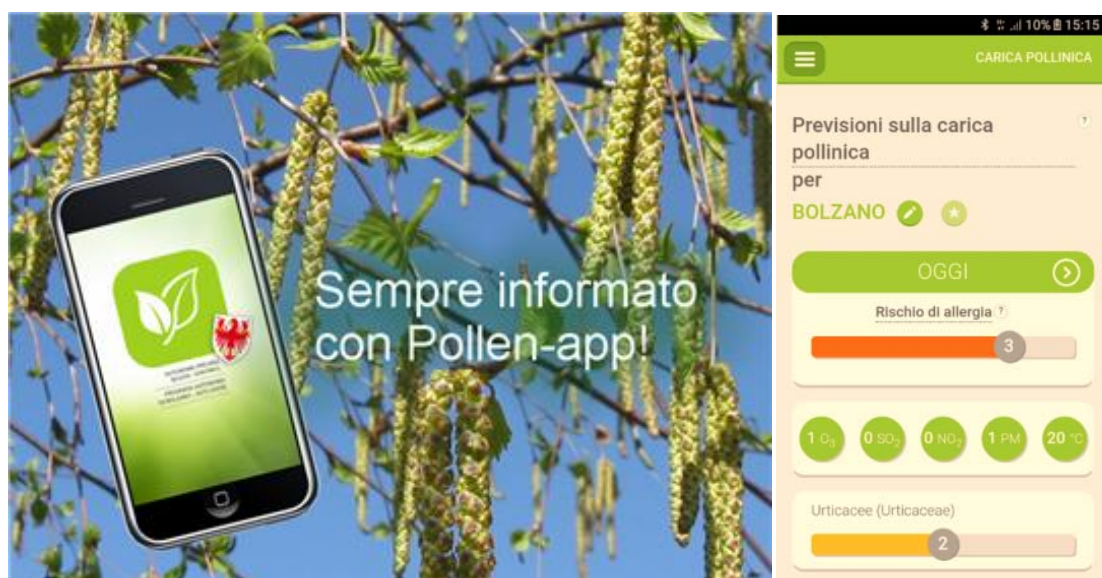 Sempre informato
con Pollen-app!
10% 15:15
CARICA POLLINICA
Previsioni sulla carica
pollinica
per
BOLZANO
OGGI
Rischio di allergia ?
3
1 O₃ 0 SO₂ 0 NO₂ 1 PM 20 °C
Urticacee (Urticaceae)
2